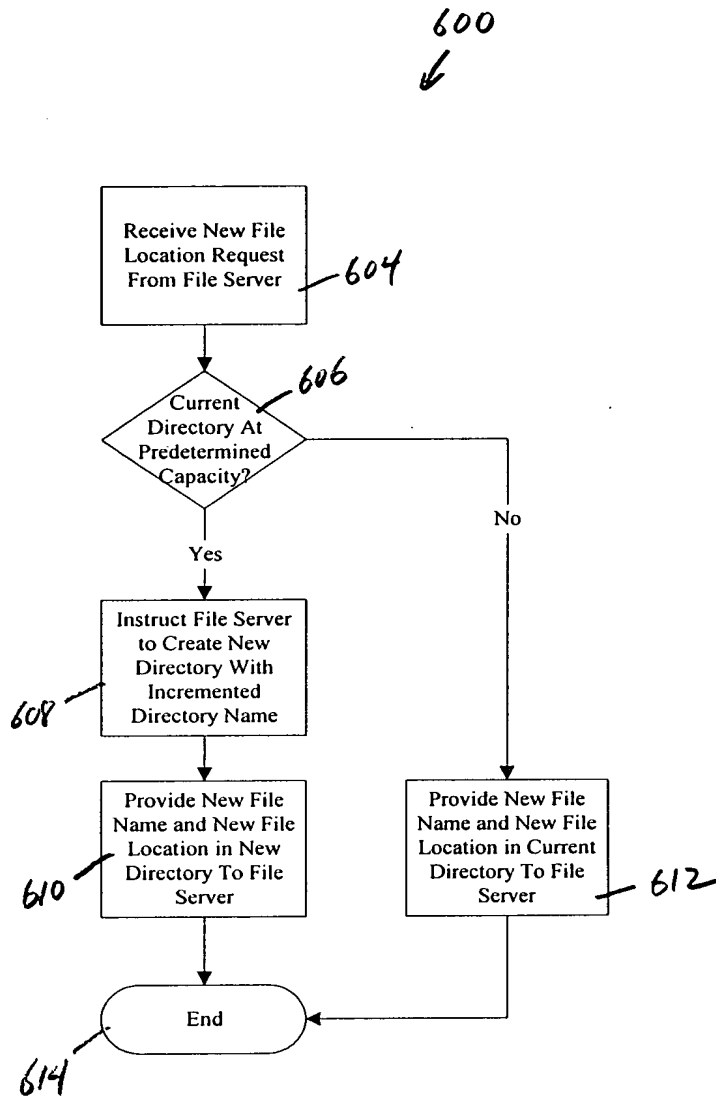 600
Receive New File
Location Request
From File Server
604
606
Current
Directory At
Predetermined
Capacity?
No
Yes
Instruct File Server
to Create New
Directory With
Incremented
Directory Name
608
Provide New File
Name and New File
Location in New
Directory To File
Server
610
Provide New File
Name and New File
Location in Current
Directory To File
Server
612
End
614